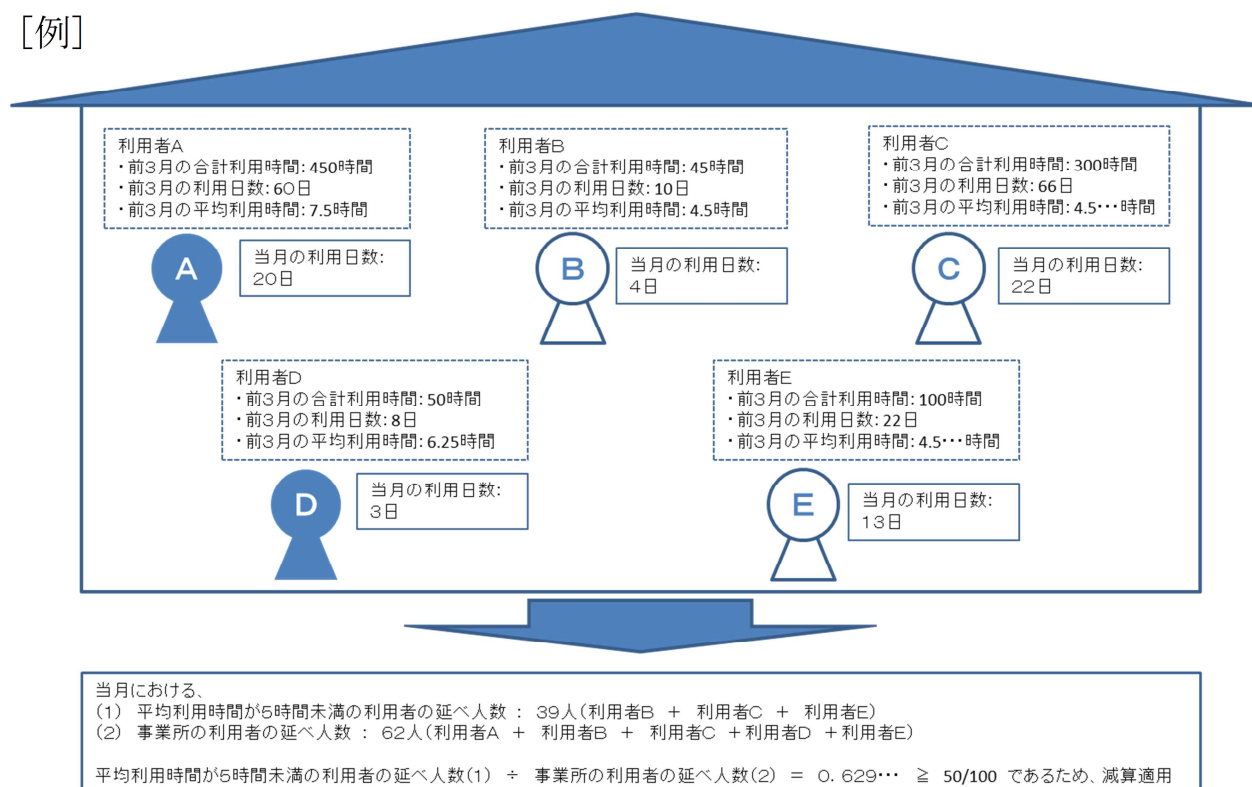 [例]
利用者A
・前3月の合計利用時間：450時間
・前3月の利用日数：60日
・前3月の平均利用時間：7.5時間
A
当月の利用日数：
20日
利用者B
・前3月の合計利用時間：45時間
・前3月の利用日数：10日
・前3月の平均利用時間：4.5時間
B
当月の利用日数：
4日
利用者C
・前3月の合計利用時間：300時間
・前3月の利用日数：66日
・前3月の平均利用時間：4.5･･･時間
C
当月の利用日数：
22日
利用者D
・前3月の合計利用時間：50時間
・前3月の利用日数：8日
・前3月の平均利用時間：6.25時間
D
当月の利用日数：
3日
利用者E
・前3月の合計利用時間：100時間
・前3月の利用日数：22日
・前3月の平均利用時間：4.5･･･時間
E
当月の利用日数：
13日
当月における、
(1) 平均利用時間が5時間未満の利用者の延べ人数 ： 39人(利用者B ＋ 利用者C ＋ 利用者E)
(2) 事業所の利用者の延べ人数 ： 62人(利用者A ＋ 利用者B ＋ 利用者C ＋利用者D ＋利用者E)
平均利用時間が5時間未満の利用者の延べ人数(1) ÷ 事業所の利用者の延べ人数(2) ＝ 0.629･･･ ≧ 50/100 であるため、減算適用